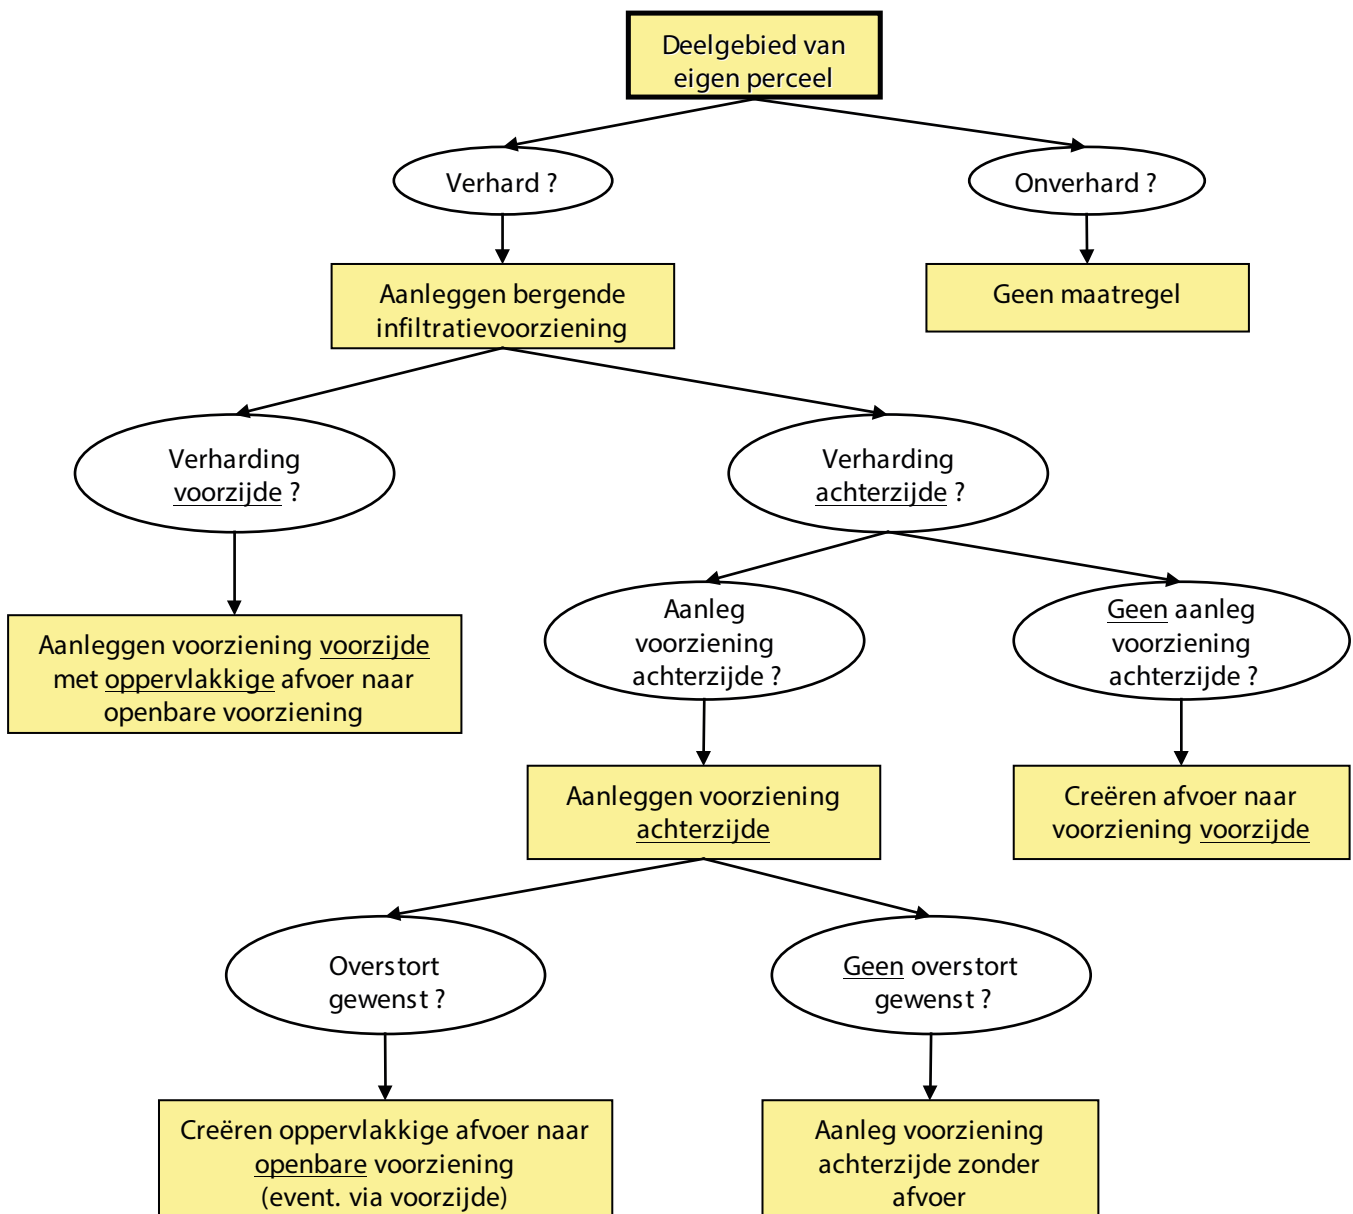 Deelgebied van
eigen perceel
Verhard ?
Onverhard ?
Aanleggen bergende
infiltratievoorziening
Geen maatregel
Verharding
voorzijde ?
Verharding
achterzijde ?
Aanleg
voorziening
achterzijde ?
Geen aanleg
voorziening
achterzijde ?
Aanleggen voorziening voorzijde
met oppervlakkige afvoer naar
openbare voorziening
Aanleggen voorziening
achterzijde
Creëren afvoer naar
voorziening voorzijde
Overstort
gewenst ?
Geen overstort
gewenst ?
Creëren oppervlakkige afvoer naar
openbare voorziening
(event. via voorzijde)
Aanleg voorziening
achterzijde zonder
afvoer